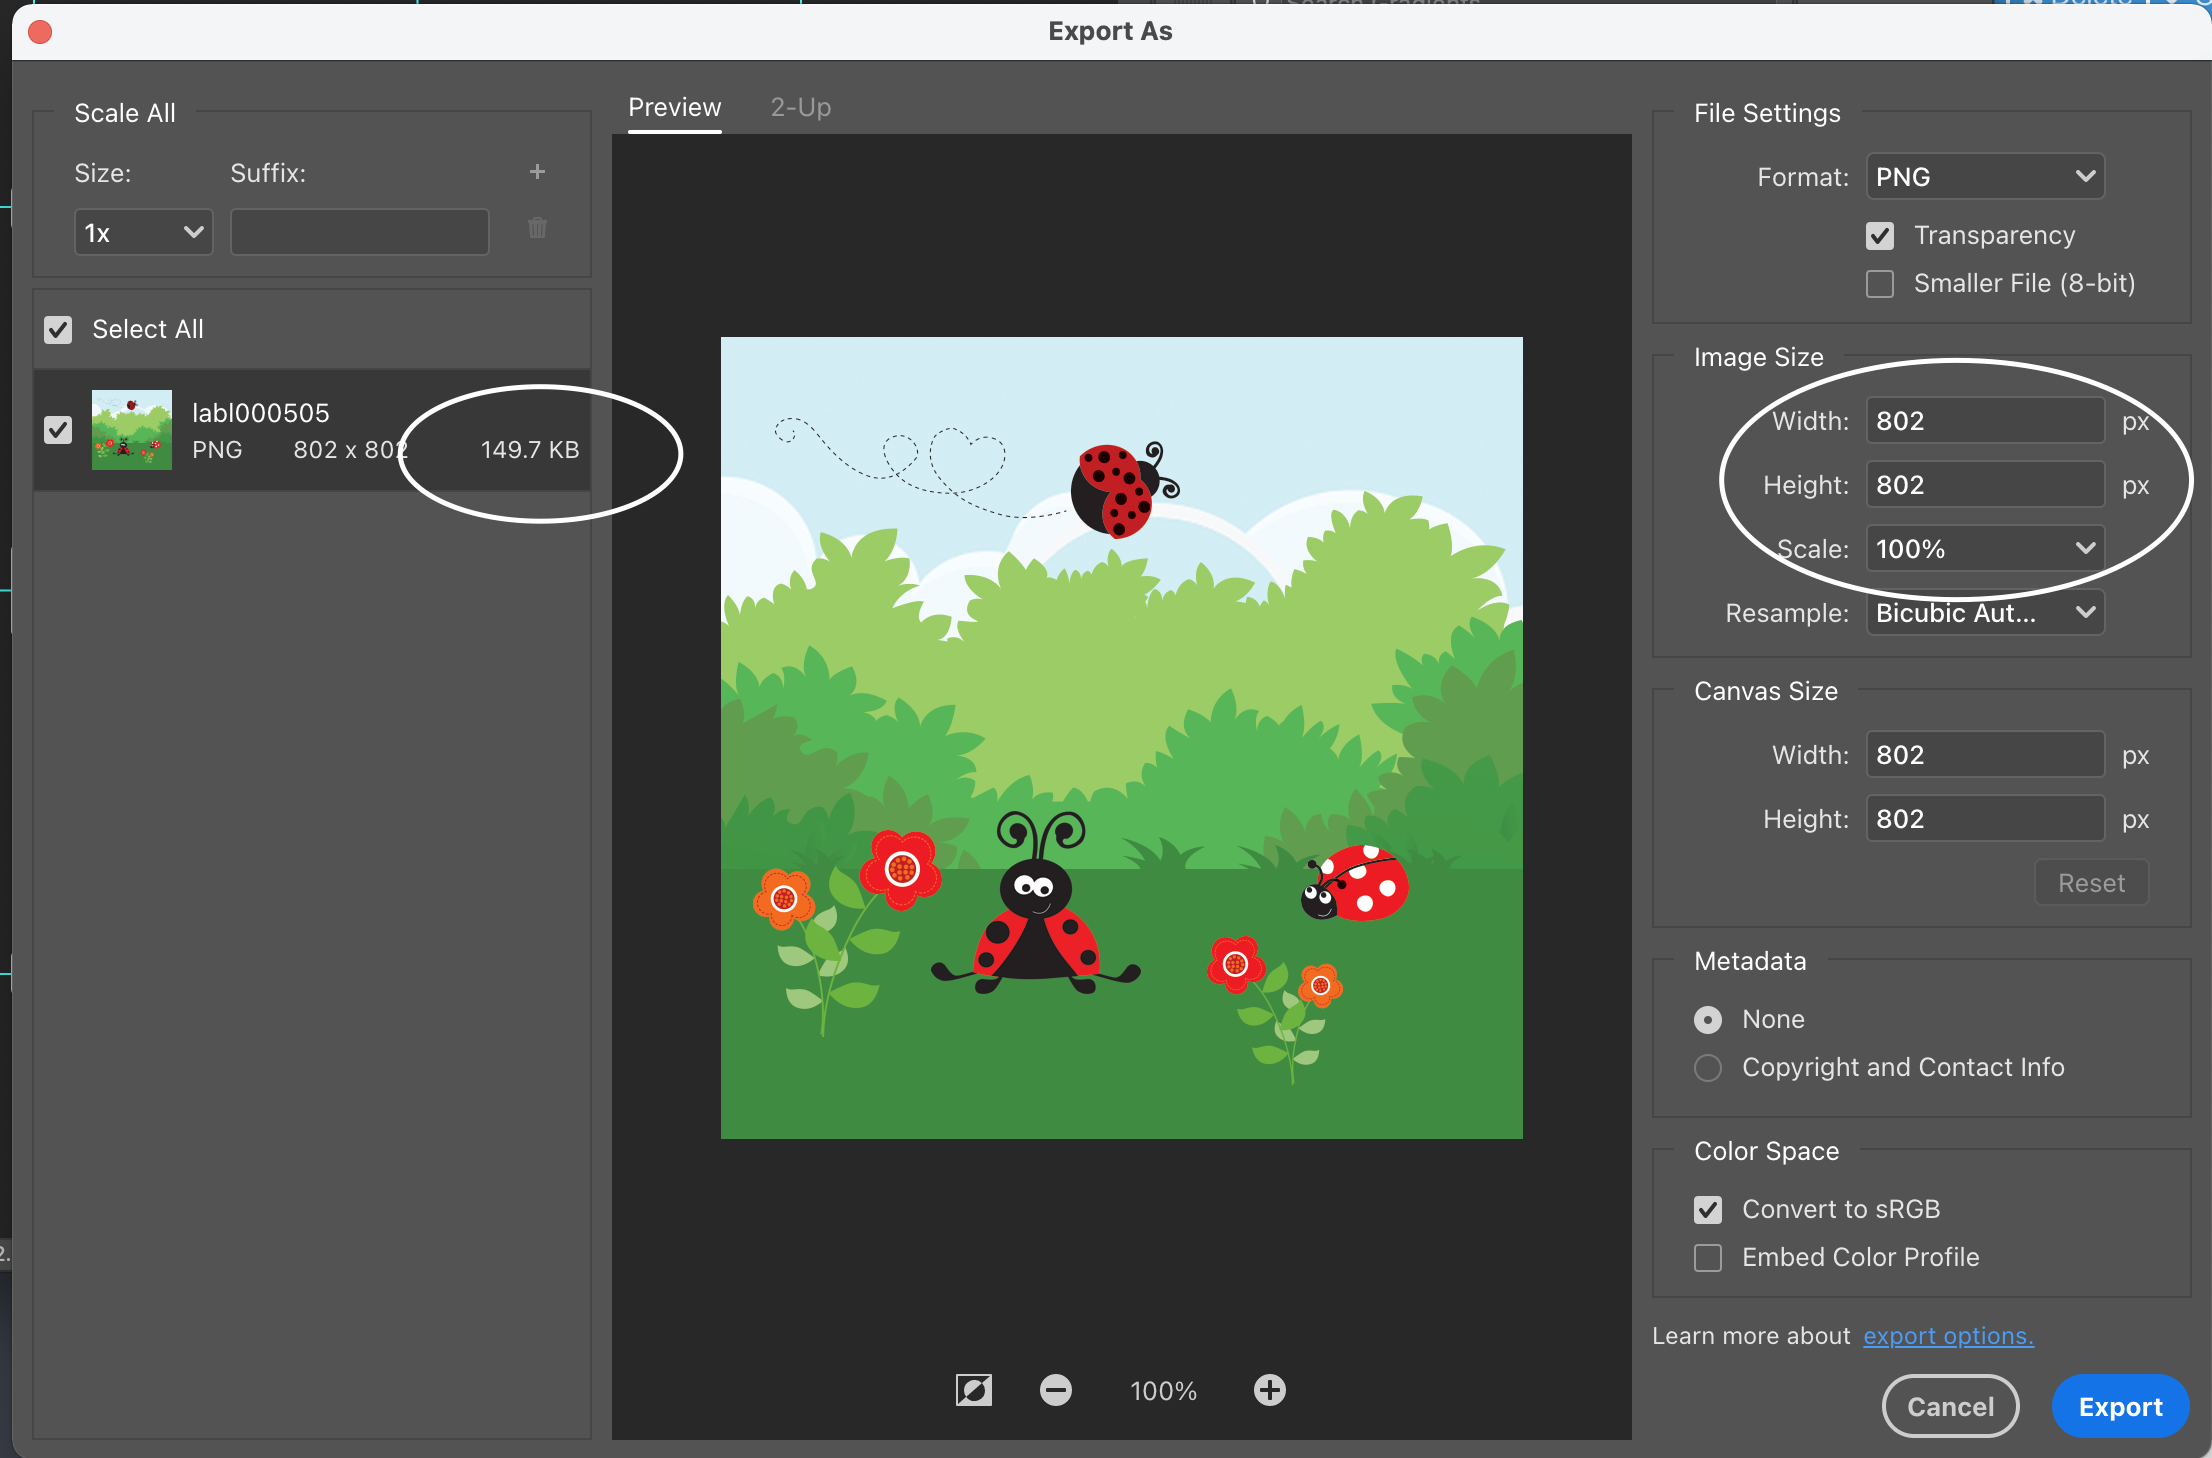 Export As
Scale All
Size:
Suffix:
1x
Select All
labl000505
PNG 802 x 802 149.7 KB
Preview 2-Up
100%
File Settings
Format: PNG
Transparency
Smaller File (8-bit)
Image Size
Width: 802 px
Height: 802 px
Scale: 100%
Resample: Bicubic Aut...
Canvas Size
Width: 802 px
Height: 802 px
Reset
Metadata
None
Copyright and Contact Info
Color Space
Convert to sRGB
Embed Color Profile
Learn more about export options.
Cancel Export